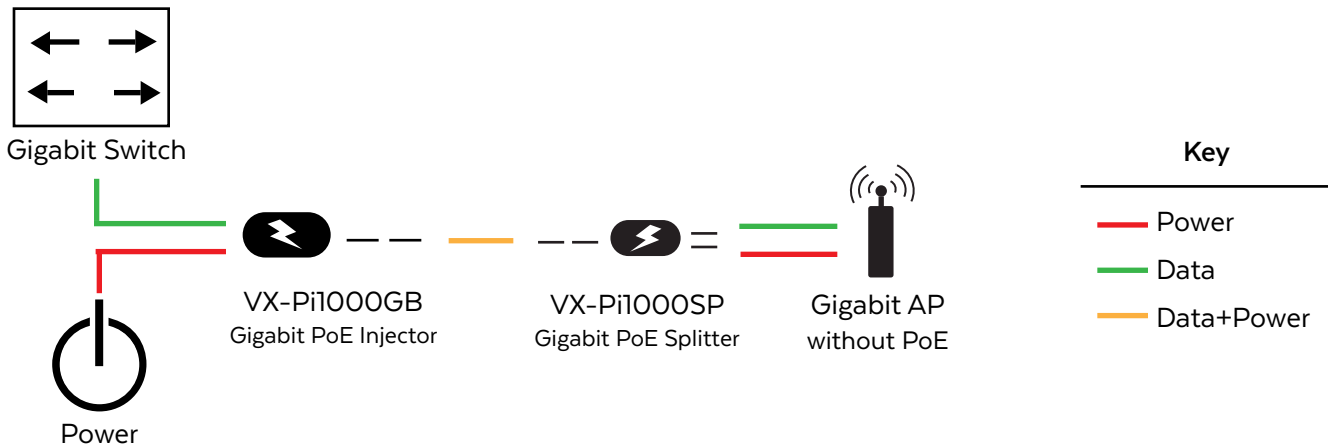 Gigabit Switch
Power
VX-Pi1000GB
Gigabit PoE Injector
VX-Pi1000SP
Gigabit PoE Splitter
Gigabit AP
without PoE
Key
Power
Data
Data+Power